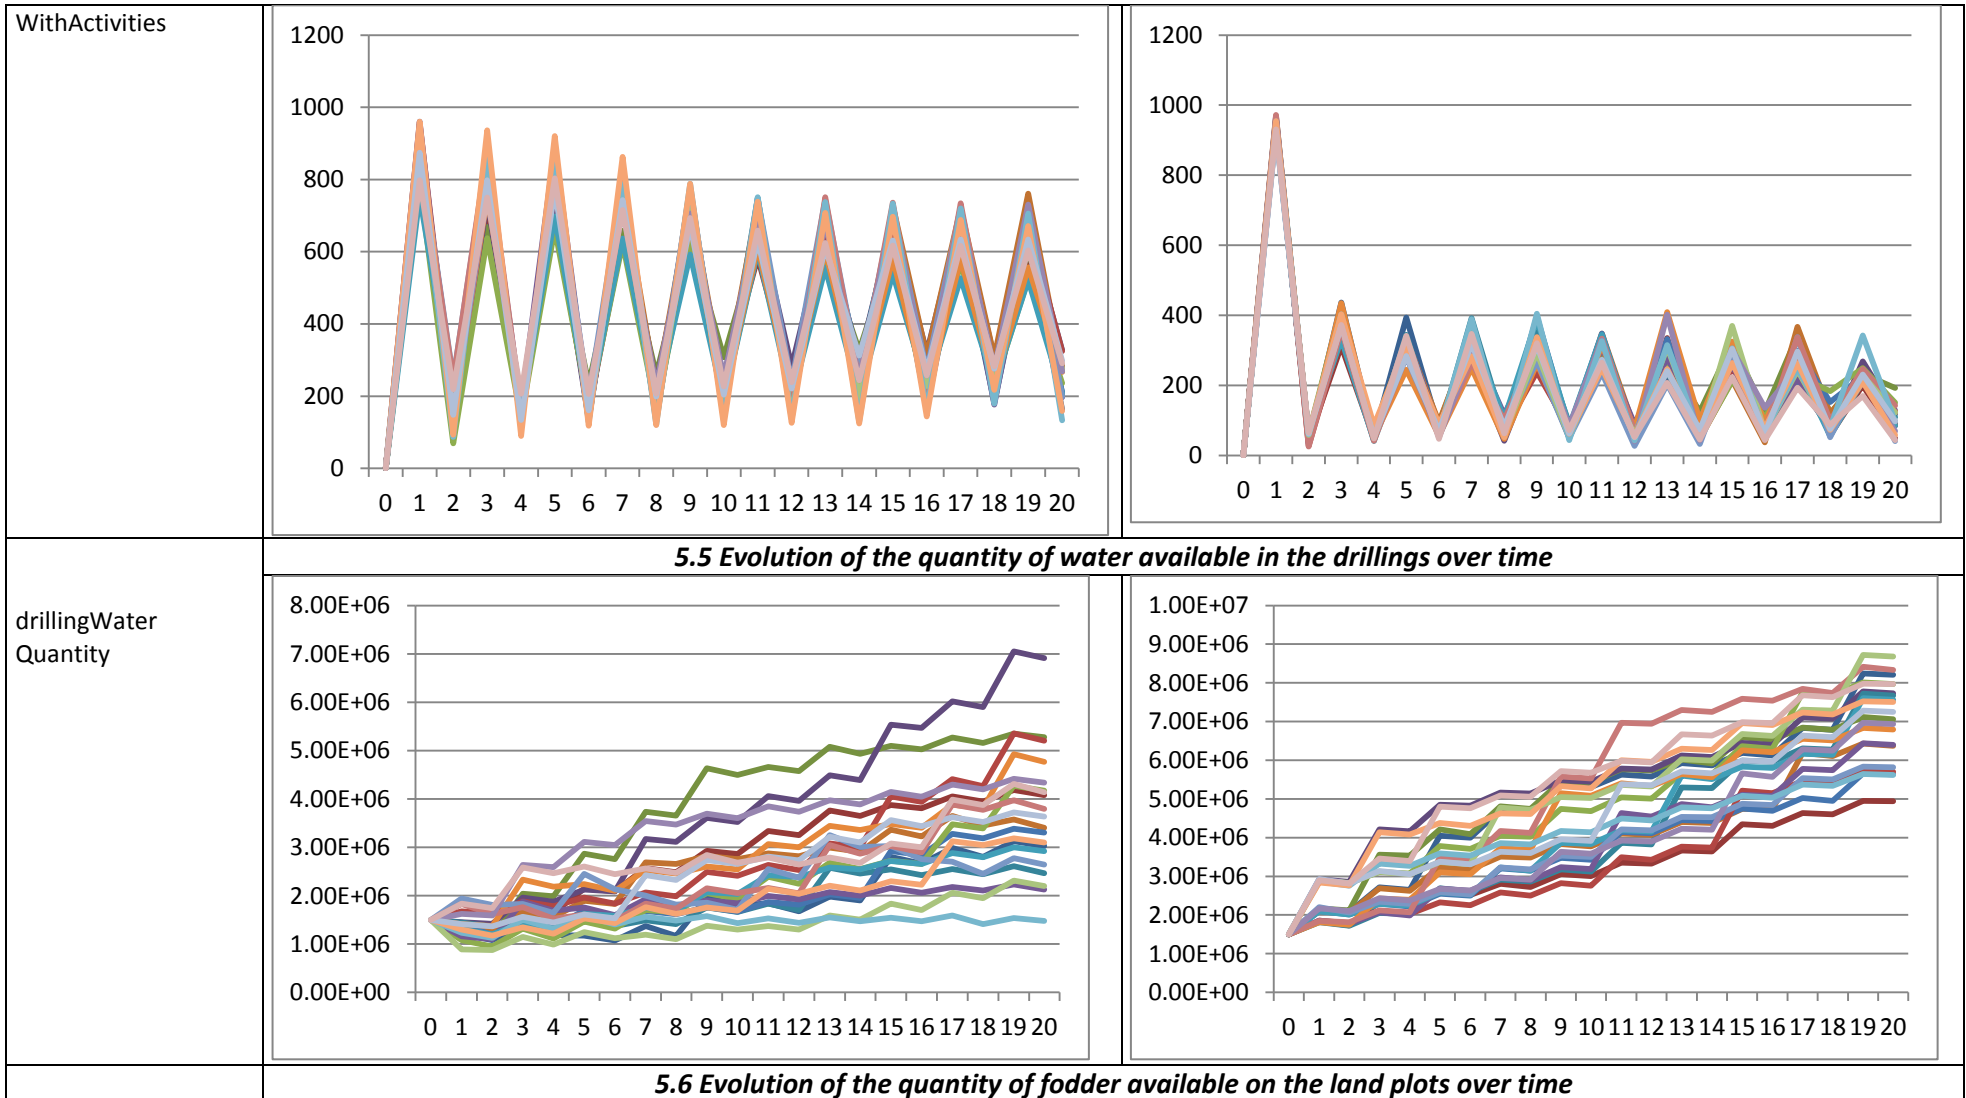 WithActivities
1200
1000
800
600
400
200
0
0 1 2 3 4 5 6 7 8 9 10 11 12 13 14 15 16 17 18 19 20
1200
1000
800
600
400
200
0
0 1 2 3 4 5 6 7 8 9 10 11 12 13 14 15 16 17 18 19 20
5.5 Evolution of the quantity of water available in the drillings over time
drillingWater
Quantity
8.00E+06
7.00E+06
6.00E+06
5.00E+06
4.00E+06
3.00E+06
2.00E+06
1.00E+06
0.00E+00
0 1 2 3 4 5 6 7 8 9 10 11 12 13 14 15 16 17 18 19 20
1.00E+07
9.00E+06
8.00E+06
7.00E+06
6.00E+06
5.00E+06
4.00E+06
3.00E+06
2.00E+06
1.00E+06
0.00E+00
0 1 2 3 4 5 6 7 8 9 10 11 12 13 14 15 16 17 18 19 20
5.6 Evolution of the quantity of fodder available on the land plots over time